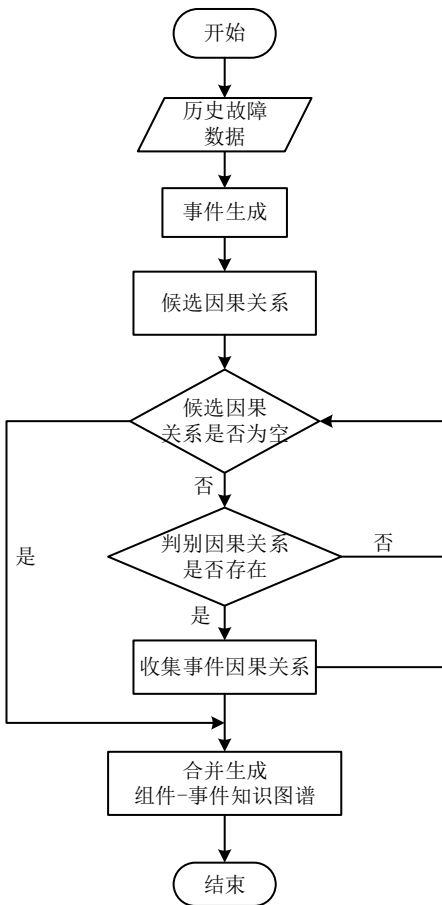 开始
历史故障
数据
事件生成
候选因果关系
候选因果
关系是否为空
否
判别因果关系
是否存在
否
是
是
收集事件因果关系
合并生成
组件-事件知识图谱
结束